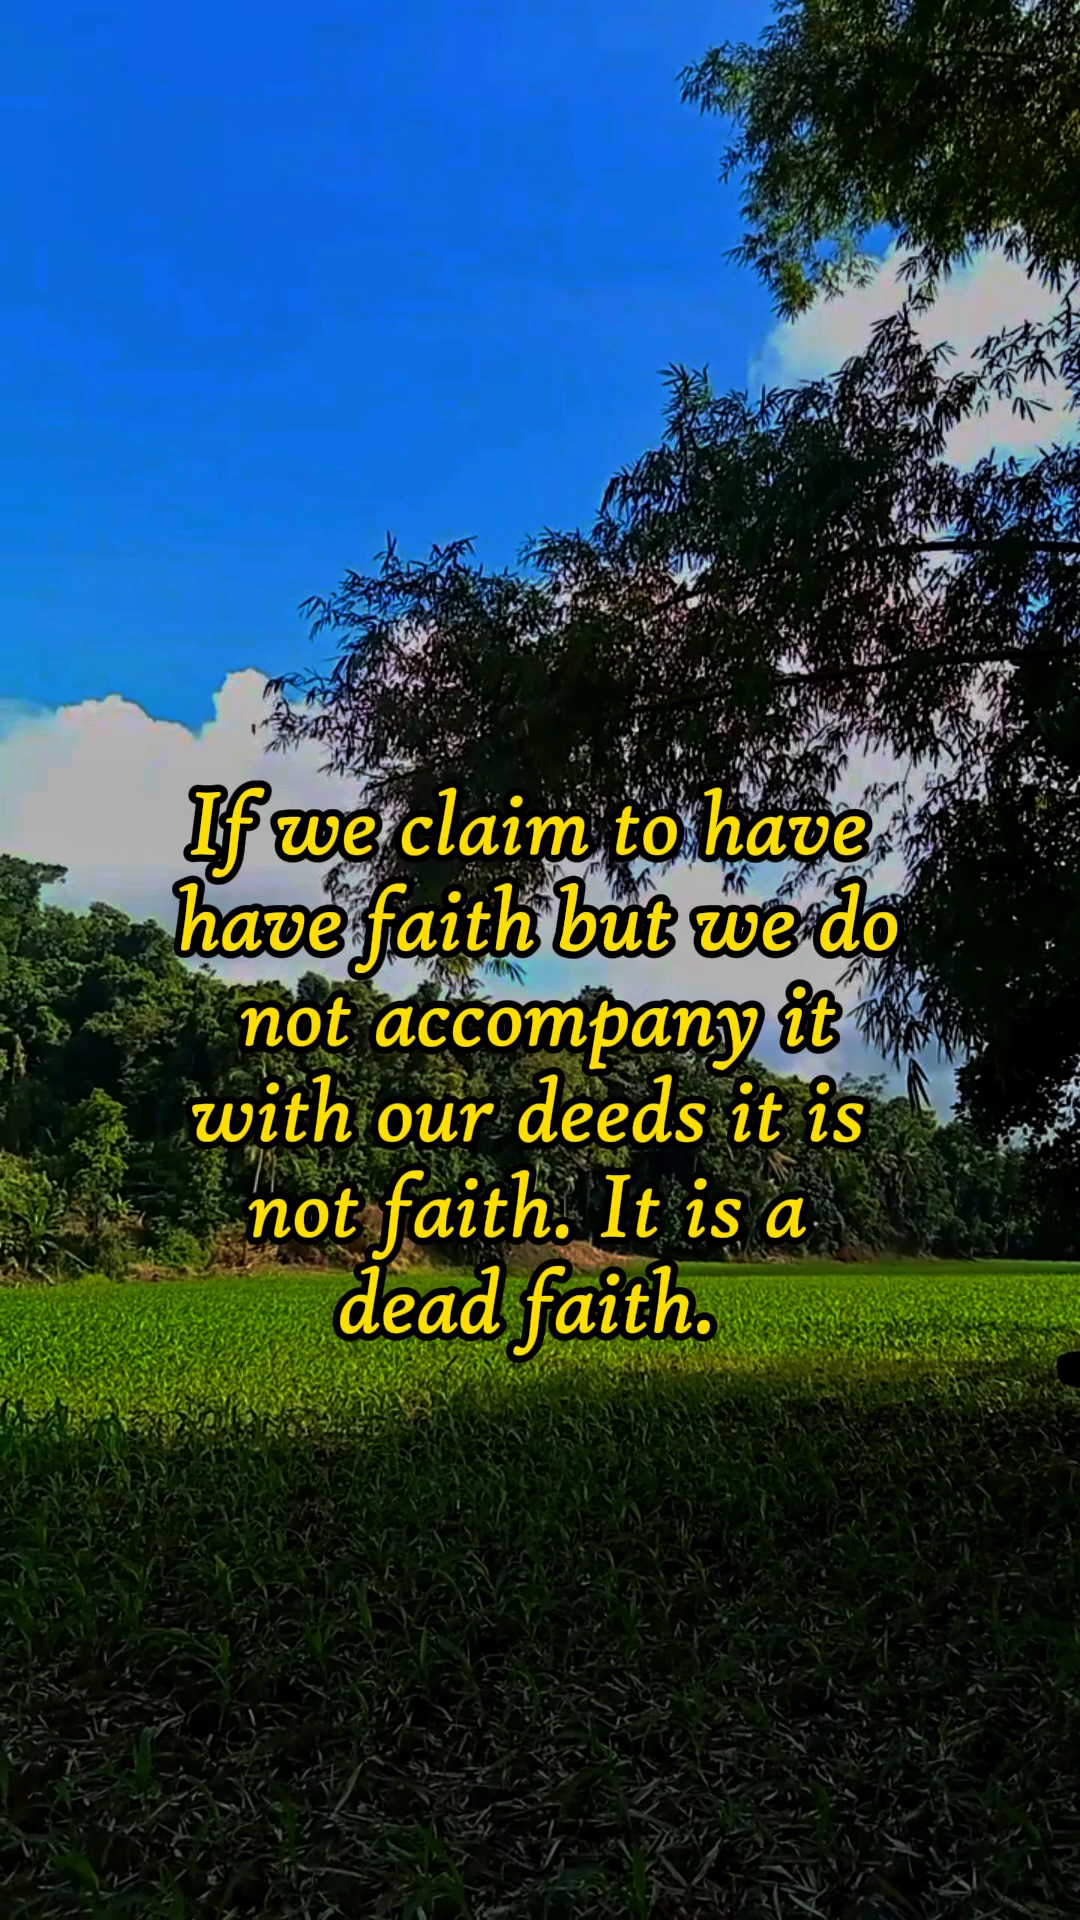 If we claim to have
have faith but we do
not accompany it
with our deeds it is
not faith. It is a
dead faith.